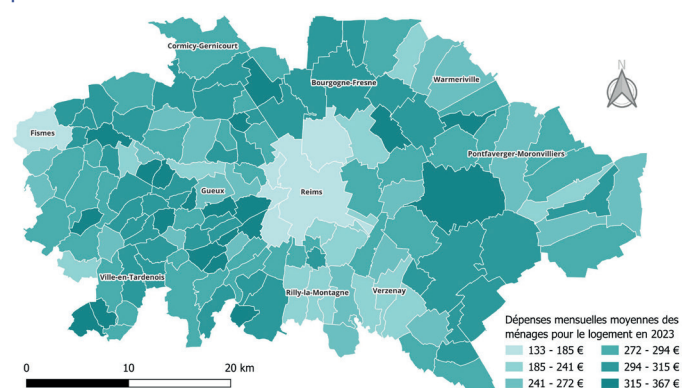 Cormicy-Gernicourt
N
Bourgogne-Fresne
Warmeriville
Fismes
Pontfaverger-Moronvilliers
Gueux
Reims
Ville-en-Tardenois
Rilly-la-Montagne
Verzenay
Dépenses mensuelles moyennes des
ménages pour le logement en 2023
133 - 185 €
272 - 294 €
185 - 241 €
294 - 315 €
241 - 272 €
315 - 367 €
0 10 20 km